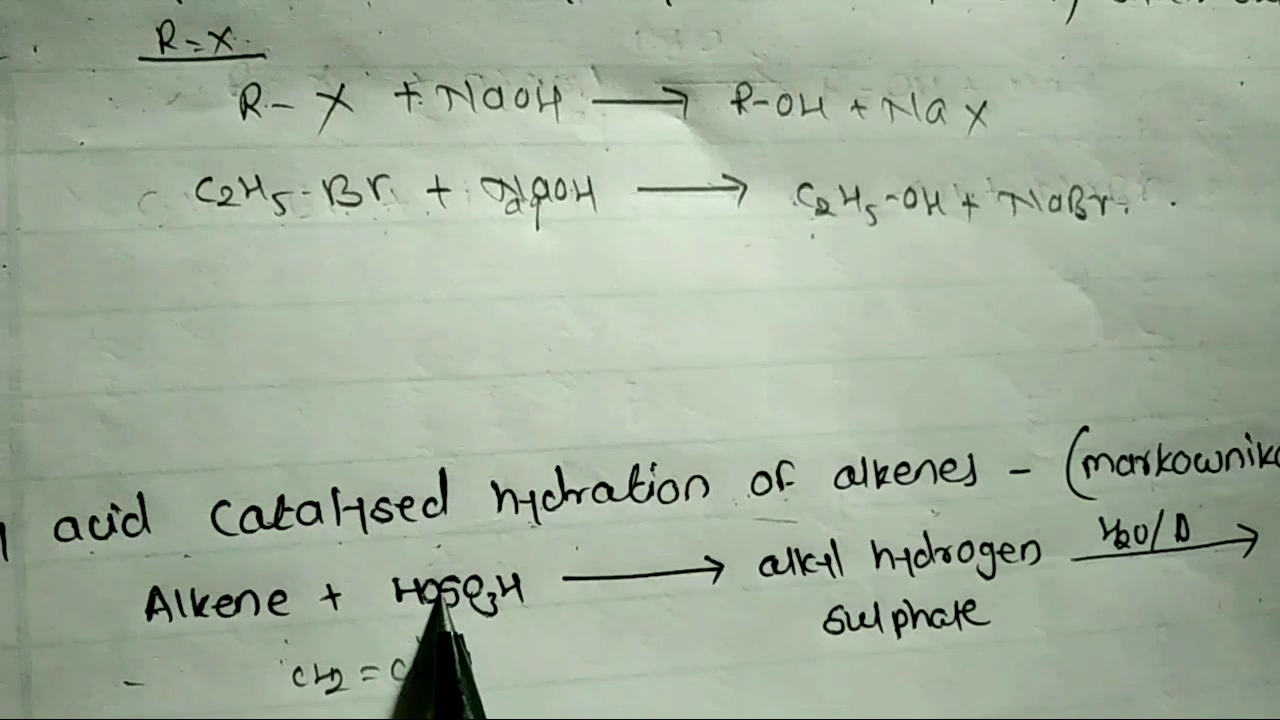 R-X
R-X + NaOH ⟶ R-OH + NaX
C2H5-Br + NaOH ⟶ C2H5-OH + NaBr.
acid catalysed hydration of alkenes - (markownik
Alkene + HOSO3H ⟶ alkyl hydrogen sulphate H2O/Δ ⟶
CH2 = C